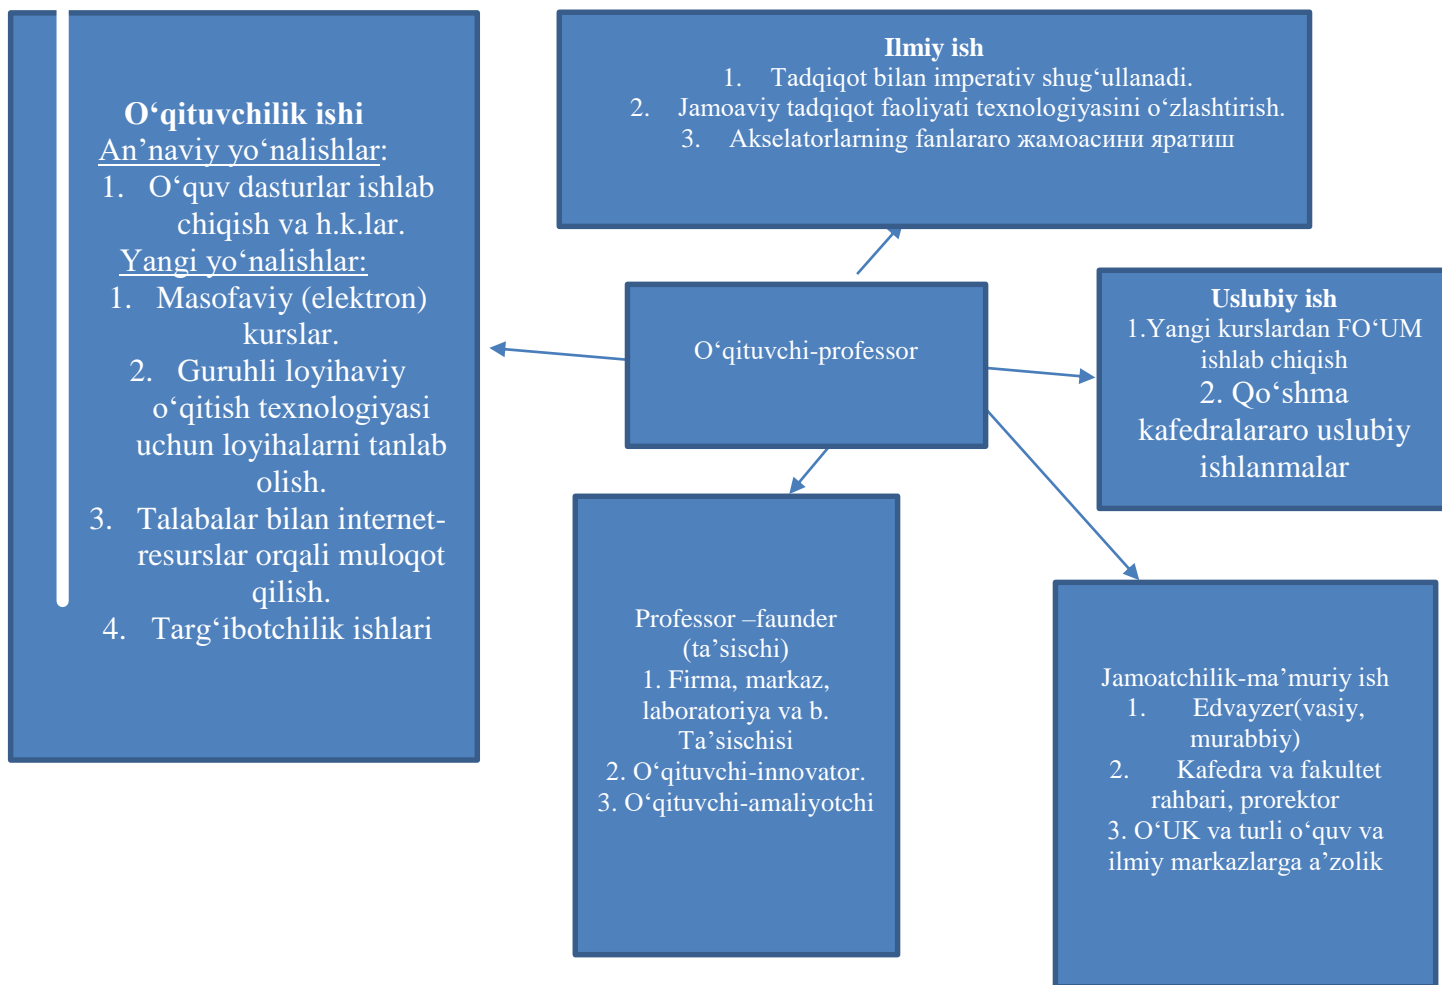 O‘qituvchilik ishi
An’naviy yo‘nalishlar:
1. O‘quv dasturlar ishlab
chiqish va h.k.lar.
Yangi yo‘nalishlar:
1. Masofaviy (elektron)
kurslar.
2. Guruhli loyihaviy
o‘qitish texnologiyasi
uchun loyihalarni tanlab
olish.
3. Talabalar bilan internet-
resurslar orqali muloqot
qilish.
4. Targ‘ibotchilik ishlari
Ilmiy ish
1. Tadqiqot bilan imperativ shug‘ullanadi.
2. Jamoaviy tadqiqot faoliyati texnologiyasini o‘zlashtirish.
3. Akselatorlarning fanlararo жамоасини яратиш
O‘qituvchi-professor
Uslubiy ish
1.Yangi kurslardan FO‘UM
ishlab chiqish
2. Qo‘shma
kafedralararo uslubiy
ishlanmalar
Professor –faunder
(ta’sischi)
1. Firma, markaz,
laboratoriya va b.
Ta’sischisi
2. O‘qituvchi-innovator.
3. O‘qituvchi-amaliyotchi
Jamoatchilik-ma’muriy ish
1. Edvayzer(vasiy,
murabbiy)
2. Kafedra va fakultet
rahbari, prorektor
3. O‘UK va turli o‘quv va
ilmiy markazlarga a’zolik